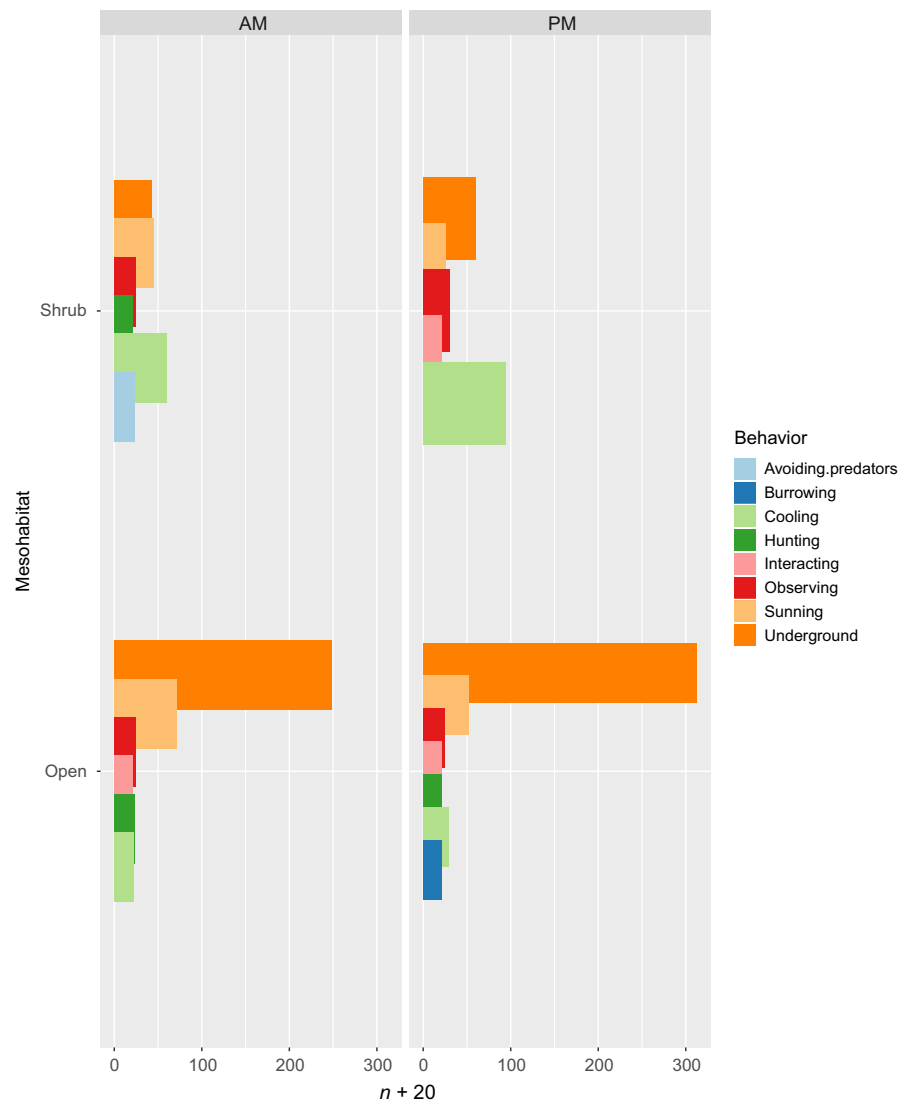 AM
PM
Shrub
Open
Mesohabitat
0
100
200
300
0
100
200
300
n + 20
Behavior
Avoiding.predators
Burrowing
Cooling
Hunting
Interacting
Observing
Sunning
Underground